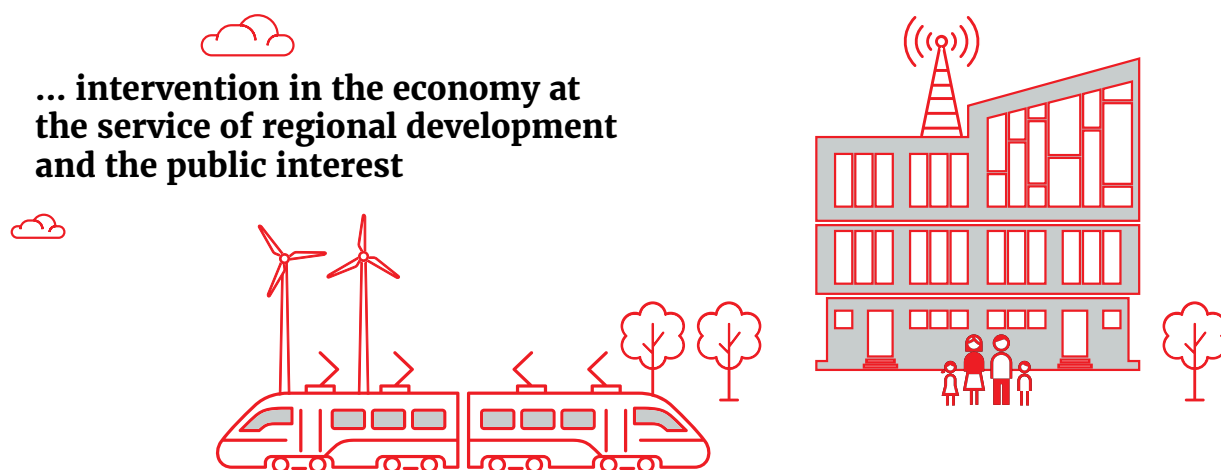 ... intervention in the economy at
the service of regional development
and the public interest